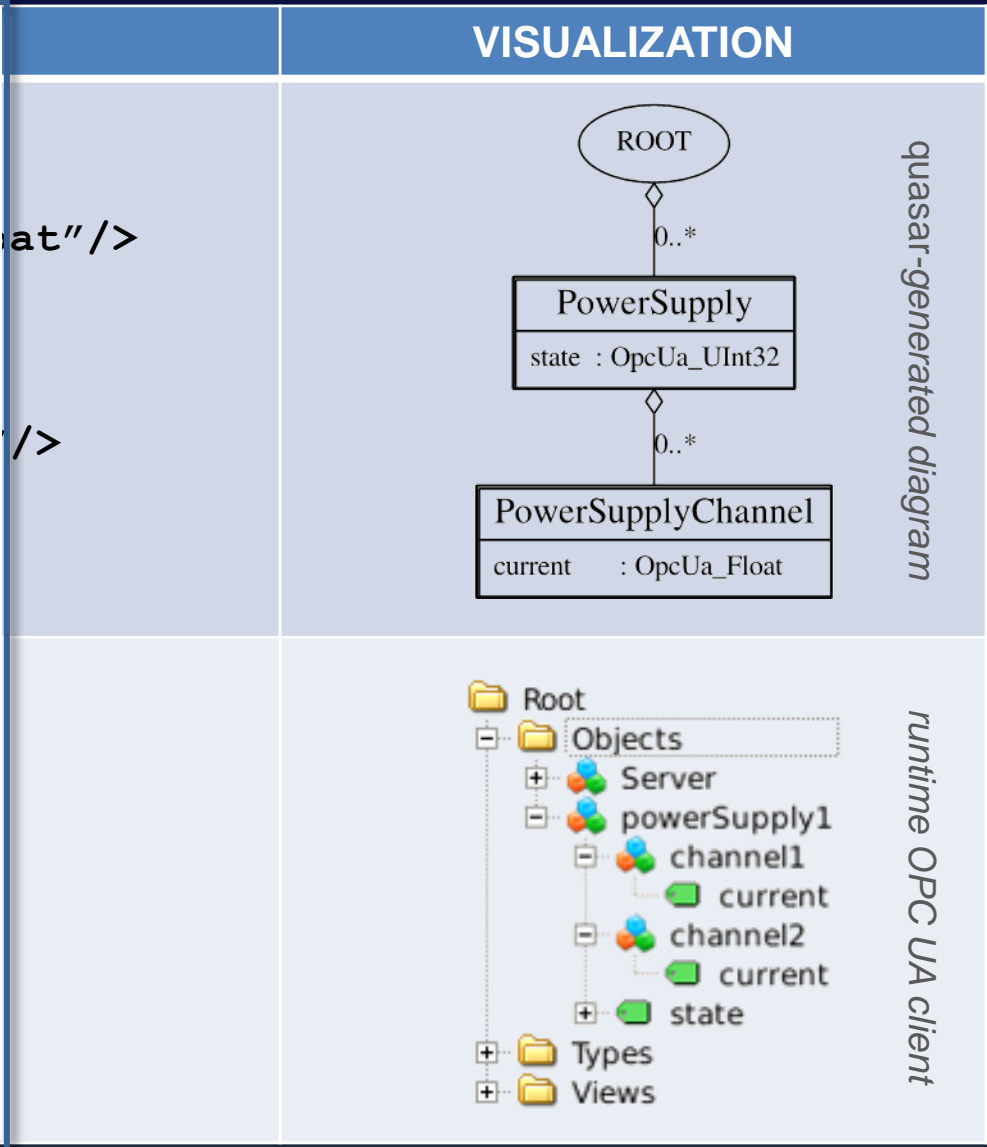 VISUALIZATION
at"/>
/>
ROOT
0..*
PowerSupply
state : OpcUa_UInt32
0..*
PowerSupplyChannel
current : OpcUa_Float
quasar-generated diagram
Root
Objects
Server
powerSupply1
channel1
current
channel2
current
state
Types
Views
runtime OPC UA client